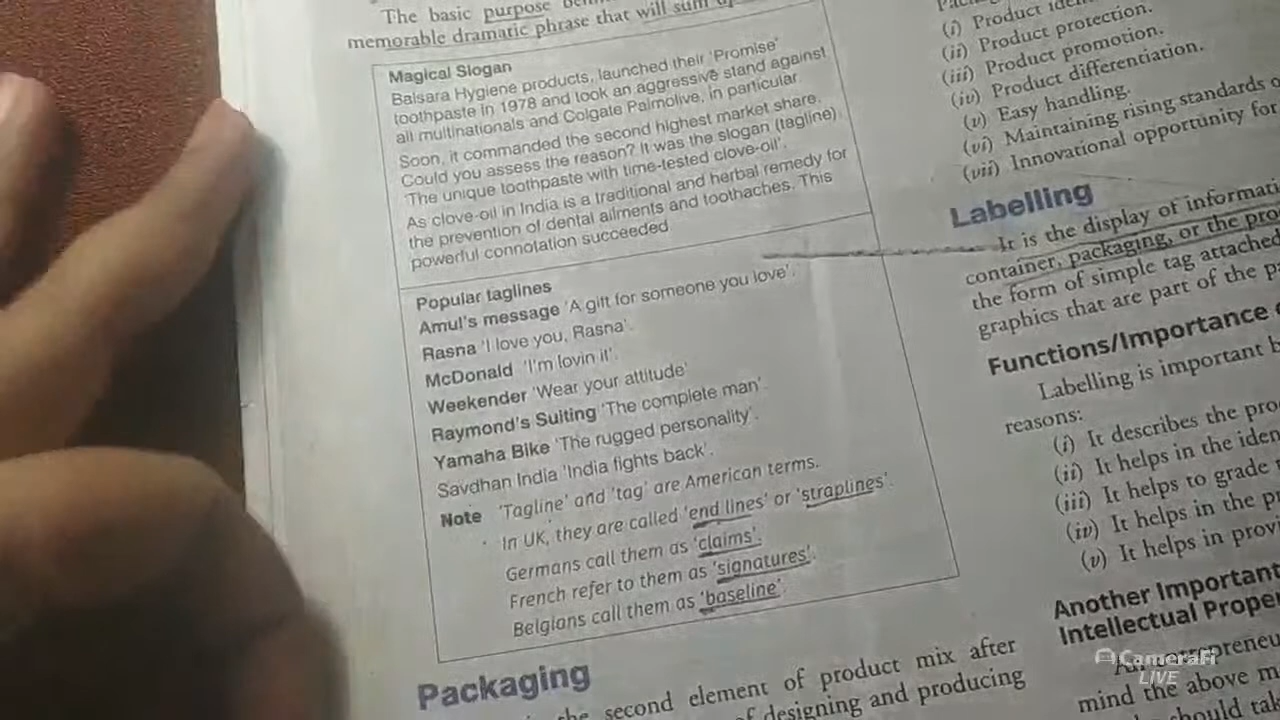 The basic purpose
memorable dramatic phrase that will sum
Magical Slogan
Balsara Hygiene products, launched their 'Promise'
toothpaste in 1978 and took an aggressive stand against
all multinationals and Colgate Palmolive, in particular
Soon, it commanded the second highest market share.
Could you assess the reason? It was the slogan (tagline).
'The unique toothpaste with time-tested clove-oil'.
As clove-oil in India is a traditional and herbal remedy for
the prevention of dental ailments and toothaches. This
powerful connotation succeeded.
Popular taglines
Amul's message 'A gift for someone you love'.
Rasna 'I love you, Rasna'.
McDonald 'I'm lovin it'.
Weekender 'Wear your attitude'
Raymond's Suiting 'The complete man'.
Yamaha Bike 'The rugged personality'.
Savdhan India 'India fights back'.
Note 'Tagline' and 'tag' are American terms.
In UK, they are called 'end lines' or 'straplines'.
Germans call them as 'claims'.
French refer to them as 'signatures'.
Belgians call them as 'baseline'.
Packaging
the second element of product mix after
of designing and producing
(i) Product
(ii) Product protection.
(iii) Product promotion.
(iv) Product differentiation.
(v) Easy handling.
(vi) Maintaining rising standards
(vii) Innovational opportunity for
Labelling
It is the display of
container, packaging, or the
the form of simple tag attached
graphics that are part of the
Functions/Importance
Labelling is important
reasons:
(i) It describes the
(ii) It helps in the
(iii) It helps to grade
(iv) It helps in the
(v) It helps in
Another Important
Intellectual
mind the above
should
CameraFi
LIVE